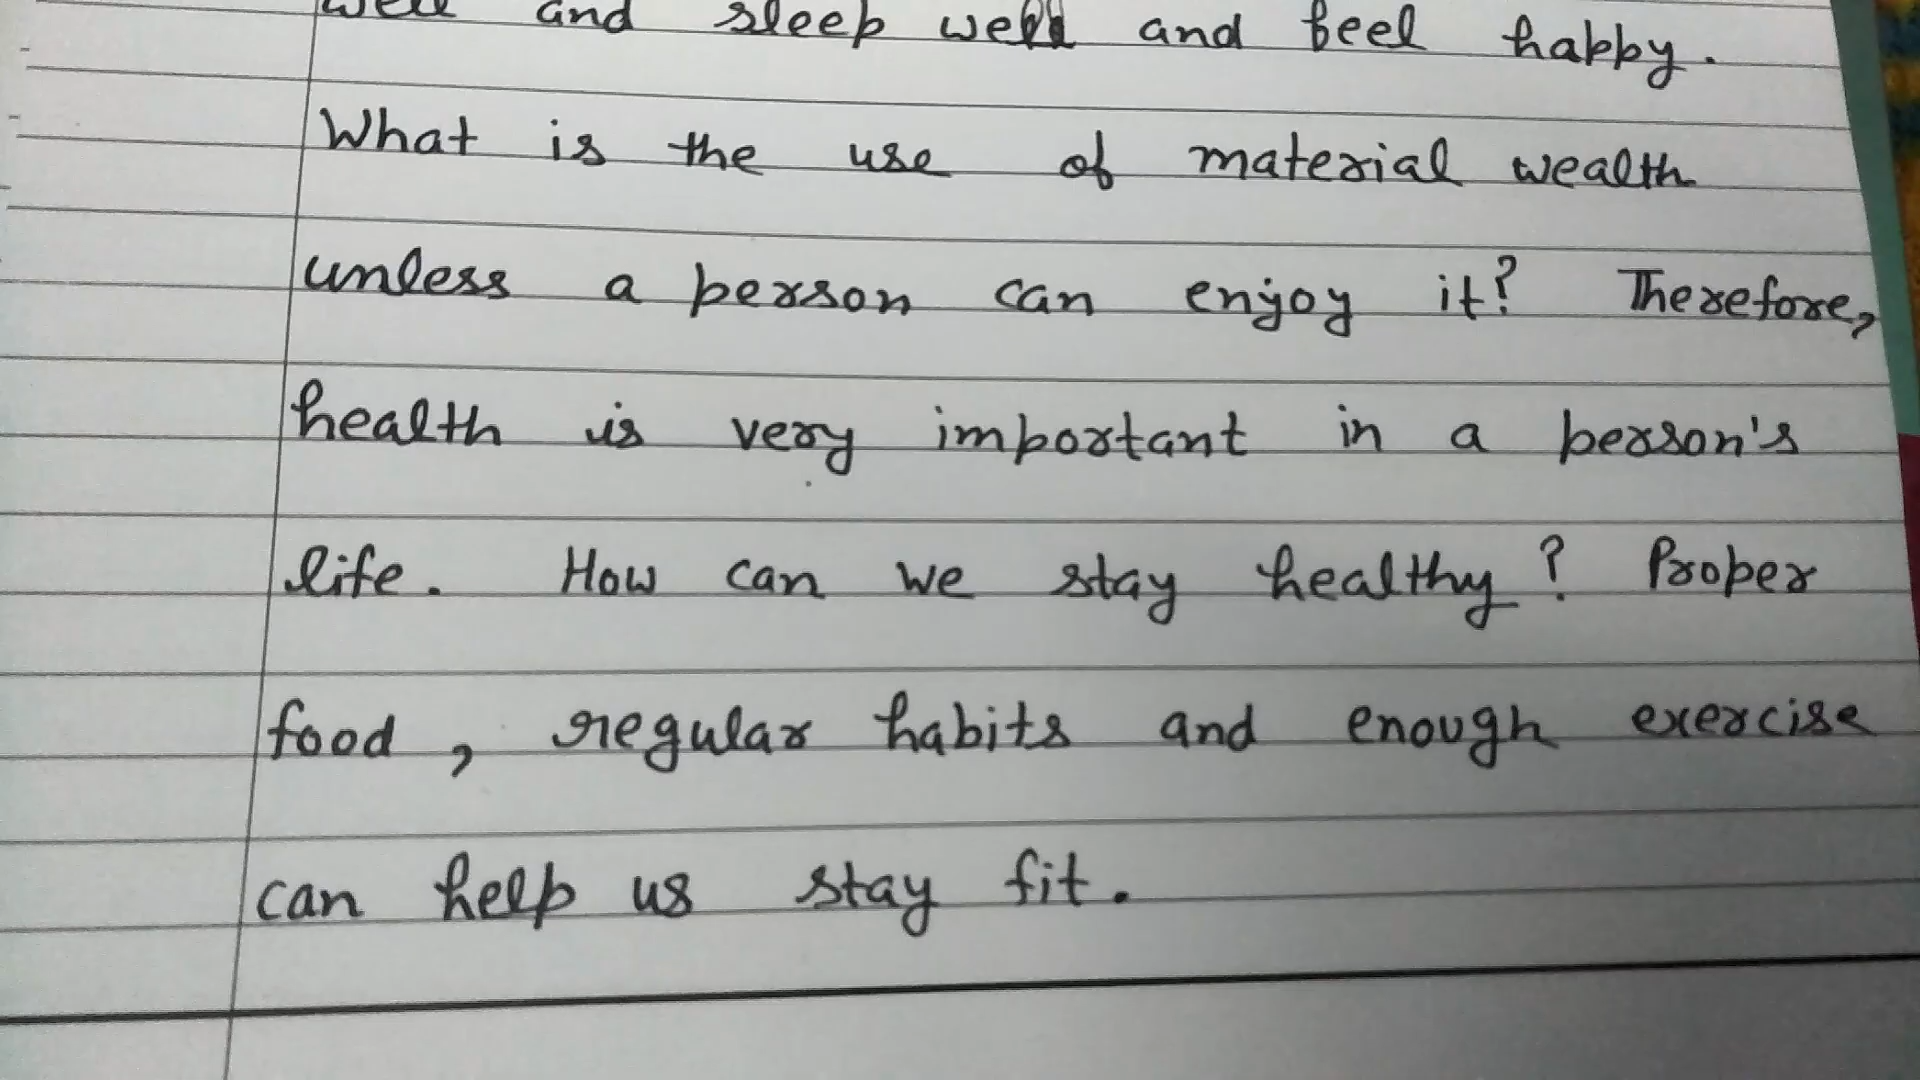 well and sleep well and feel happy.
What is the use of material wealth
unless a person can enjoy it? Therefore,
health is very important in a person's
life. How can we stay healthy? Proper
food, regular habits and enough exercise
can help us stay fit.